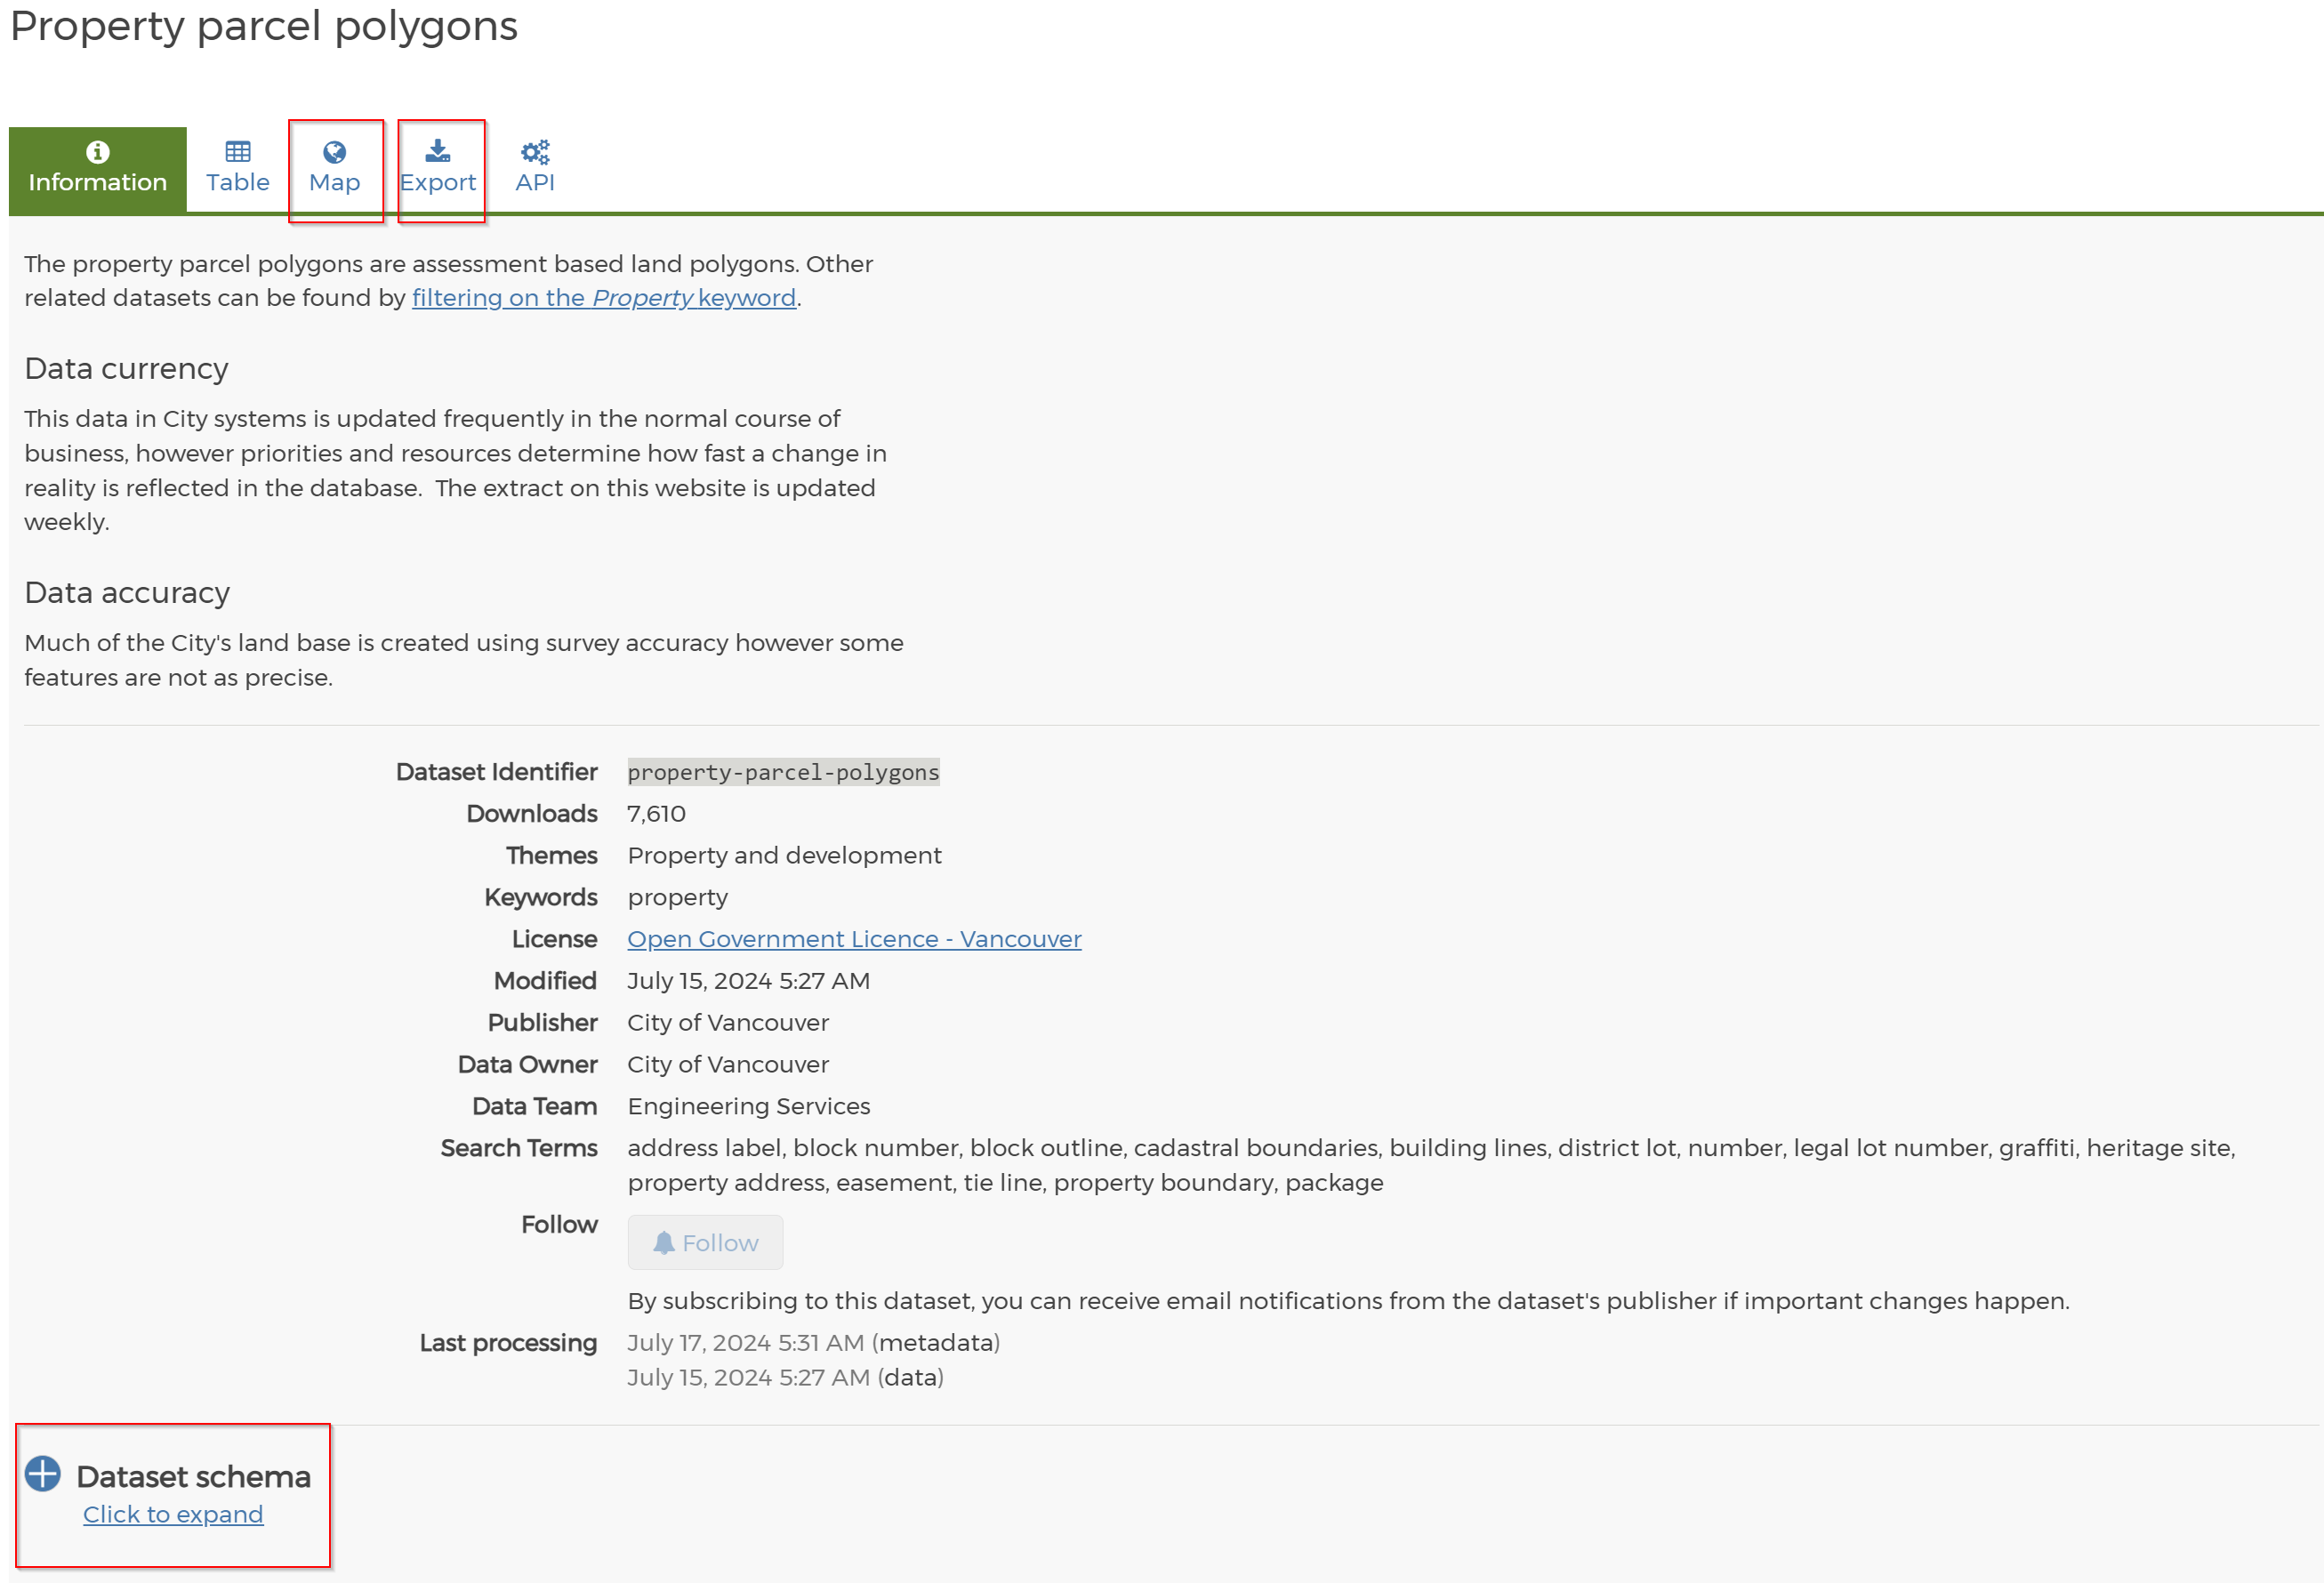 Property parcel polygons
Information
Table
Map
Export
API
The property parcel polygons are assessment based land polygons. Other
related datasets can be found by filtering on the Property keyword.
Data currency
This data in City systems is updated frequently in the normal course of
business, however priorities and resources determine how fast a change in
reality is reflected in the database.  The extract on this website is updated
weekly.
Data accuracy
Much of the City's land base is created using survey accuracy however some
features are not as precise.
Dataset Identifier property-parcel-polygons
Downloads 7,610
Themes Property and development
Keywords property
License Open Government Licence - Vancouver
Modified July 15, 2024 5:27 AM
Publisher City of Vancouver
Data Owner City of Vancouver
Data Team Engineering Services
Search Terms address label, block number, block outline, cadastral boundaries, building lines, district lot, number, legal lot number, graffiti, heritage site,
property address, easement, tie line, property boundary, package
Follow Follow
By subscribing to this dataset, you can receive email notifications from the dataset's publisher if important changes happen.
Last processing July 17, 2024 5:31 AM (metadata)
July 15, 2024 5:27 AM (data)
Dataset schema
Click to expand